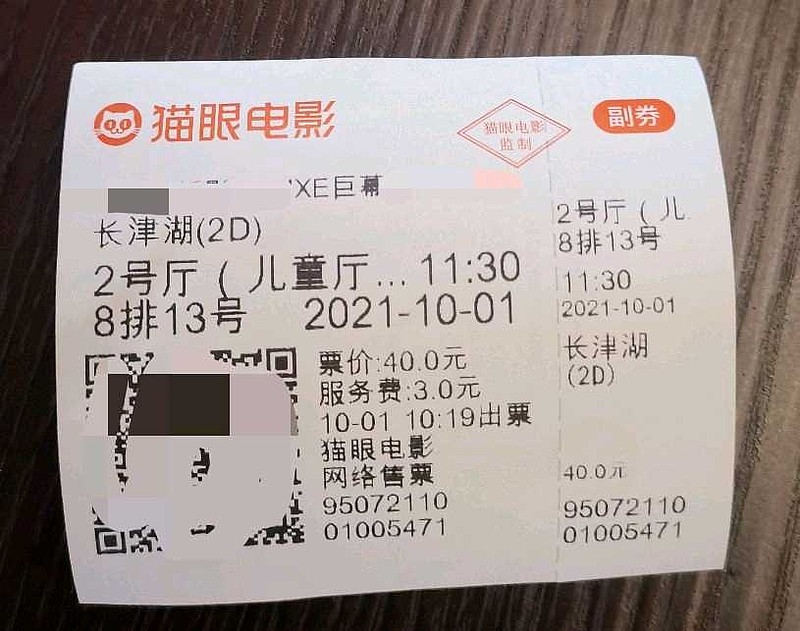 猫眼电影
猫眼电影
监制
副券
XE巨幕
长津湖(2D)
2号厅（儿童厅... 11:30
8排13号 2021-10-01
票价:40.0元
服务费:3.0元
10-01 10:19出票
猫眼电影
网络售票
95072110
01005471
2号厅（儿
8排13号
11:30
2021-10-01
长津湖
(2D)
40.0元
95072110
01005471